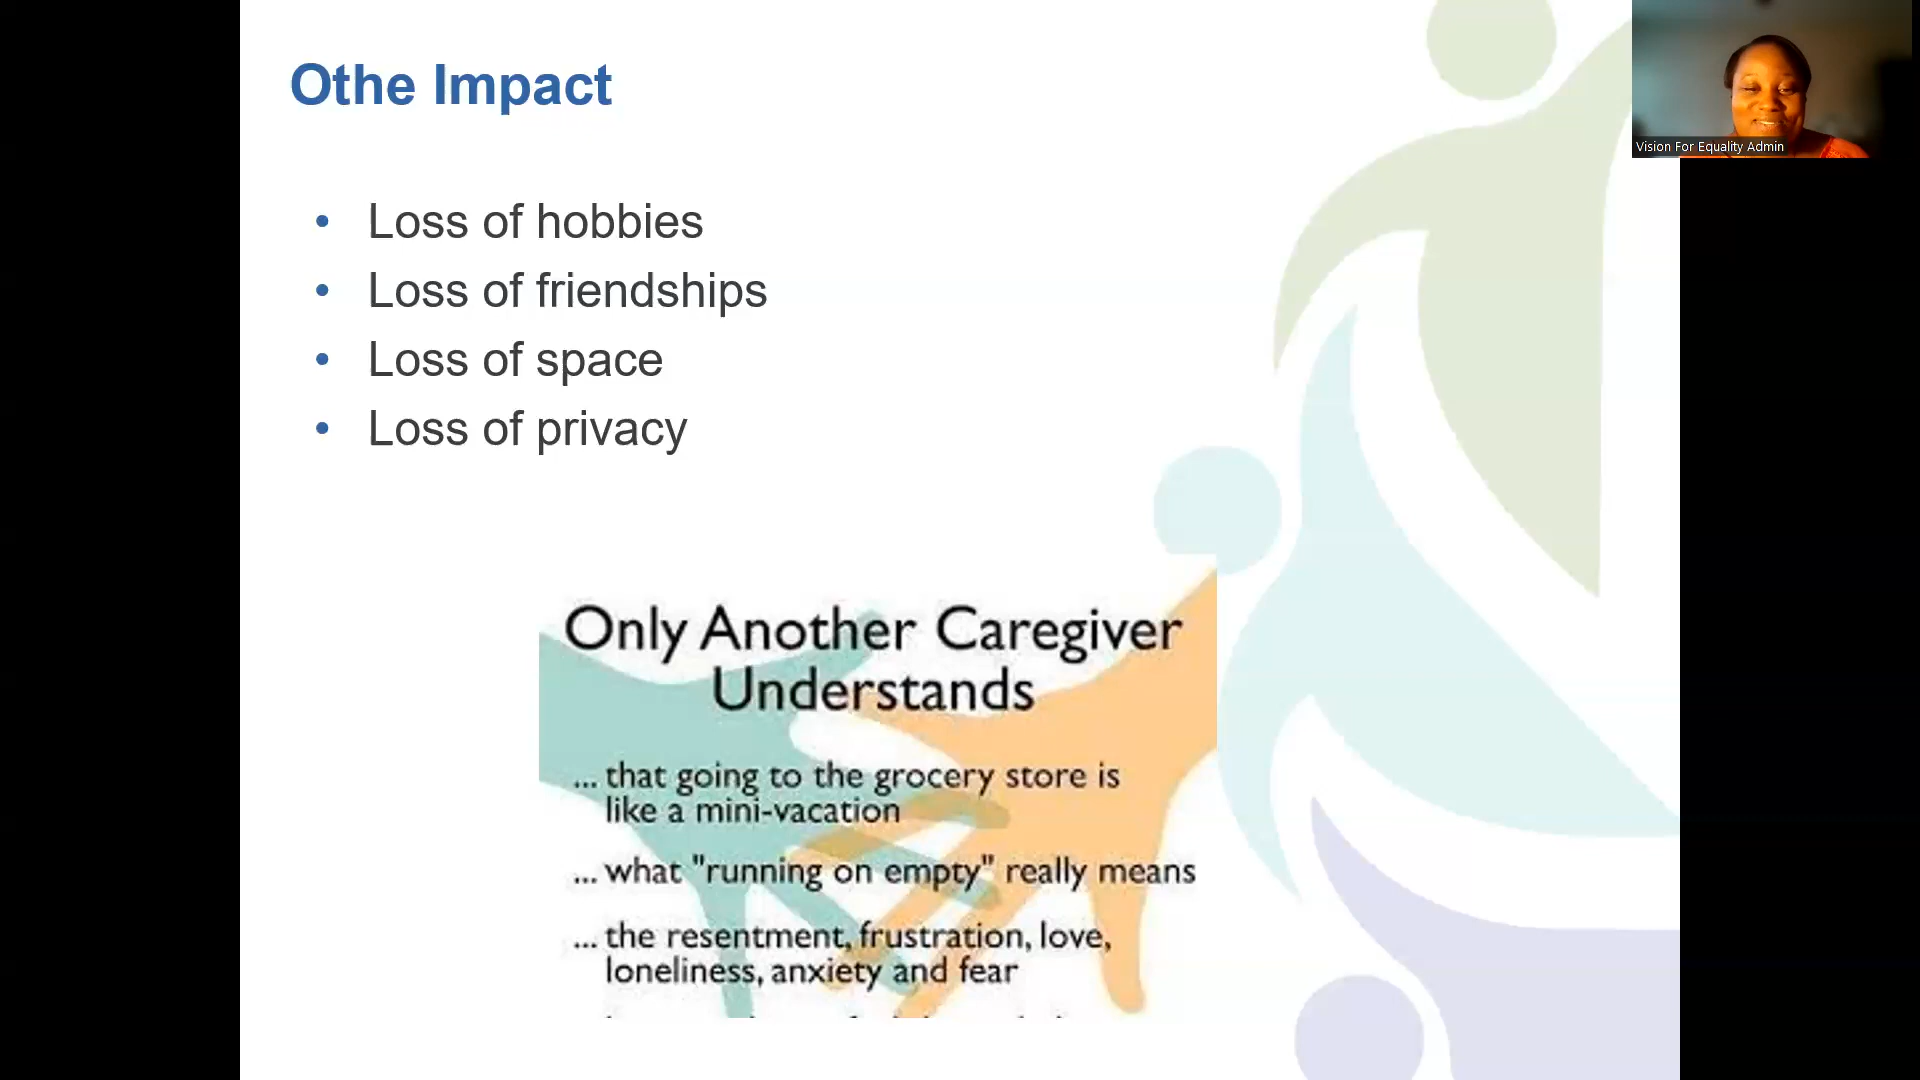 Othe Impact
Vision For Equality Admin
• Loss of hobbies
• Loss of friendships
• Loss of space
• Loss of privacy
Only Another Caregiver
Understands
... that going to the grocery store is
like a mini-vacation
... what "running on empty" really means
... the resentment, frustration, love,
loneliness, anxiety and fear